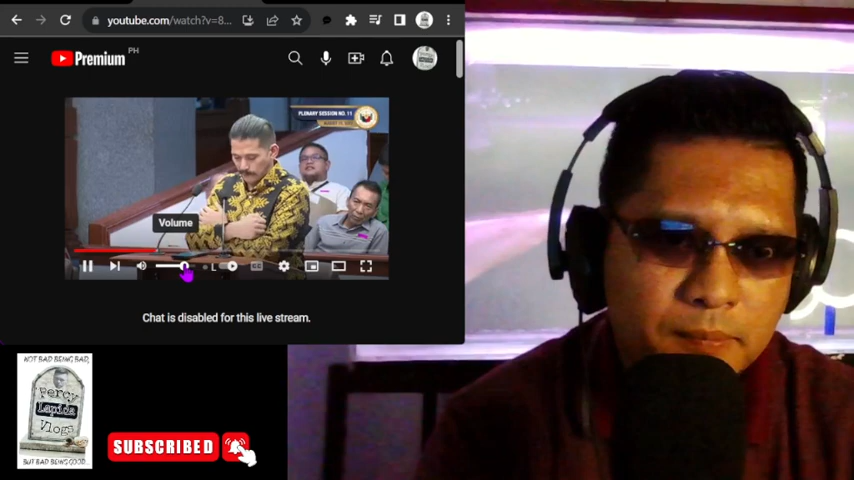 youtube.com/watch?v=8...
Premium
PH
PLENARY SESSION NO. 11
Volume
Chat is disabled for this live stream.
NOT BAD BEING BAD,
Percy
Lapida
Vlogs
BUT BAD BEING GOOD...
SUBSCRIBED